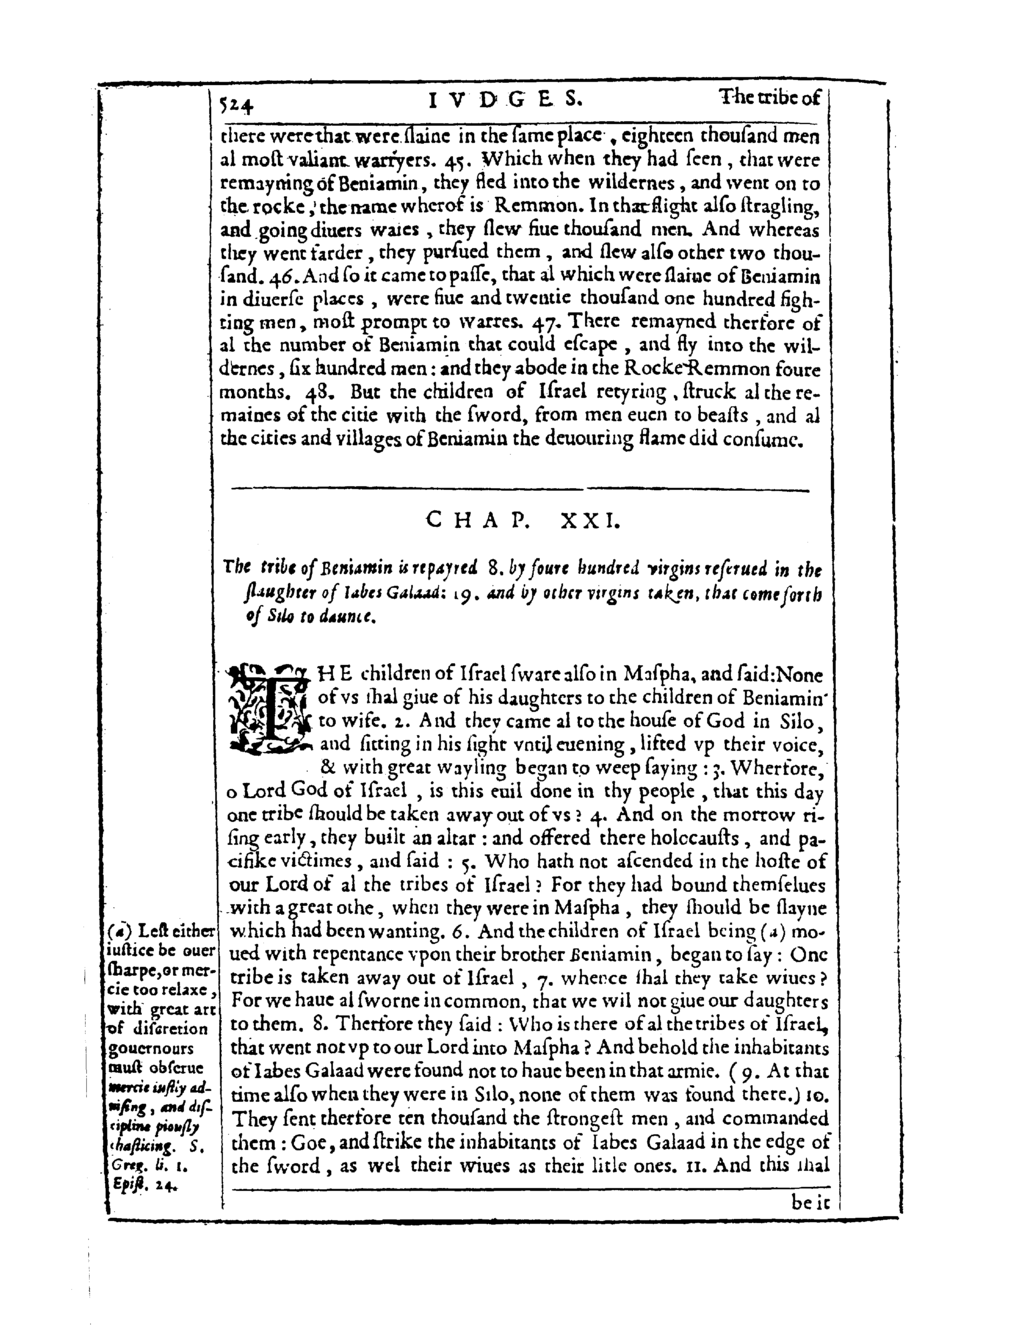 524 IVDGES. The tribe of
there were that were ſlaine in the ſame place, eighteen thouſand men
al moſt valiant warryers. 45. Which when they had ſeen, that were
remayning of Beniamin, they fled into the wildernes, and went on to
the rocke, the name wherof is Remmon. In that flight alſo ſtragling,
and going diuers waies, they ſlew fiue thouſand men. And whereas
they went farder, they purſued them, and ſlew alſo other two thou-
ſand. 46. And ſo it came to paſſe, that al which were ſlaine of Beniamin
in diuerſe places, were fiue and twentie thouſand one hundred figh-
ting men, moſt prompt to warres. 47. There remayned therfore of
al the number of Beniamin that could eſcape, and fly into the wil-
dernes, ſix hundred men: and they abode in the Rocke Remmon foure
months. 48. But the children of Iſrael retyring, ſtruck al the re-
maines of the citie with the ſword, from men euen to beaſts, and al
the cities and villages of Beniamin the deuouring flame did conſume.
CHAP. XXI.
The tribe of Beniamin is repayred 8. by foure hundred virgins reſerued in the
ſlaughter of Iabes Galaad: 19. and by other virgins taken, that come forth
of Silo to daunce.
THE children of Iſrael ſware alſo in Maſpha, and ſaid: None
of vs ſhal giue of his daughters to the children of Beniamin
to wife. 2. And they came al to the houſe of God in Silo,
and ſitting in his ſight vntil euening, lifted vp their voice,
& with great wayling began to weep ſaying: 3. Wherfore,
o Lord God of Iſrael, is this euil done in thy people, that this day
one tribe ſhould be taken away out of vs? 4. And on the morrow ri-
ſing early, they built an altar: and offered there holocauſts, and pa-
cifike victimes, and ſaid: 5. Who hath not aſcended in the hoſte of
our Lord of al the tribes of Iſrael? For they had bound themſelues
with a great othe, when they were in Maſpha, they ſhould be ſlayne
which had been wanting. 6. And the children of Iſrael being (a) mo-
ued with repentance vpon their brother Beniamin, began to ſay: One
tribe is taken away out of Iſrael, 7. whence ſhal they take wiues?
For we haue al ſworne in common, that we wil not giue our daughters
to them. 8. Therfore they ſaid: Who is there of al the tribes of Iſrael,
that went not vp to our Lord into Maſpha? And behold the inhabitants
of Iabes Galaad were found not to haue been in that armie. (9. At that
time alſo when they were in Silo, none of them was found there.) 10.
They ſent therfore ten thouſand the ſtrongeſt men, and commanded
them: Goe, and ſtrike the inhabitants of Iabes Galaad in the edge of
the ſword, as wel their wiues as their litle ones. 11. And this ſhal
be it
(a) Leſt either
iuſtice be ouer
ſharpe, or mer-
cie too relaxe,
with great art
of diſcretion
gouernours
muſt obſerue
mercie iuſtly ad-
uiſing, and diſ-
cipline piouſly
chaſticing. S.
Greg. li. 1.
Epiſt. 24.